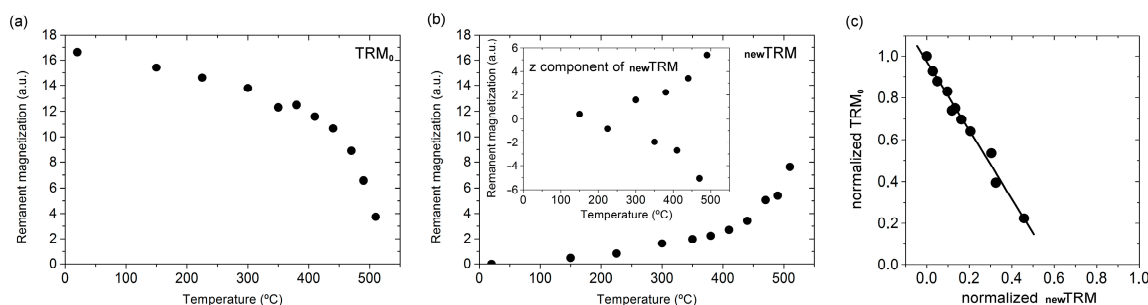 (a)
TRM₀
Remanent magnetization (a.u.)
18
16
14
12
10
8
6
4
2
0
0 100 200 300 400 500
Temperature (ºC)
(b)
newTRM
Remanent magnetization (a.u.)
18
16
14
12
10
8
6
4
2
0
0 100 200 300 400 500
Temperature (ºC)
z component of newTRM
Remanent magnetization (a.u.)
6
4
2
0
-2
-4
-6
0 100 200 300 400 500
Temperature (ºC)
(c)
normalized TRM₀
1.0
0.8
0.6
0.4
0.2
0.0
0.0 0.2 0.4 0.6 0.8 1.0
normalized newTRM